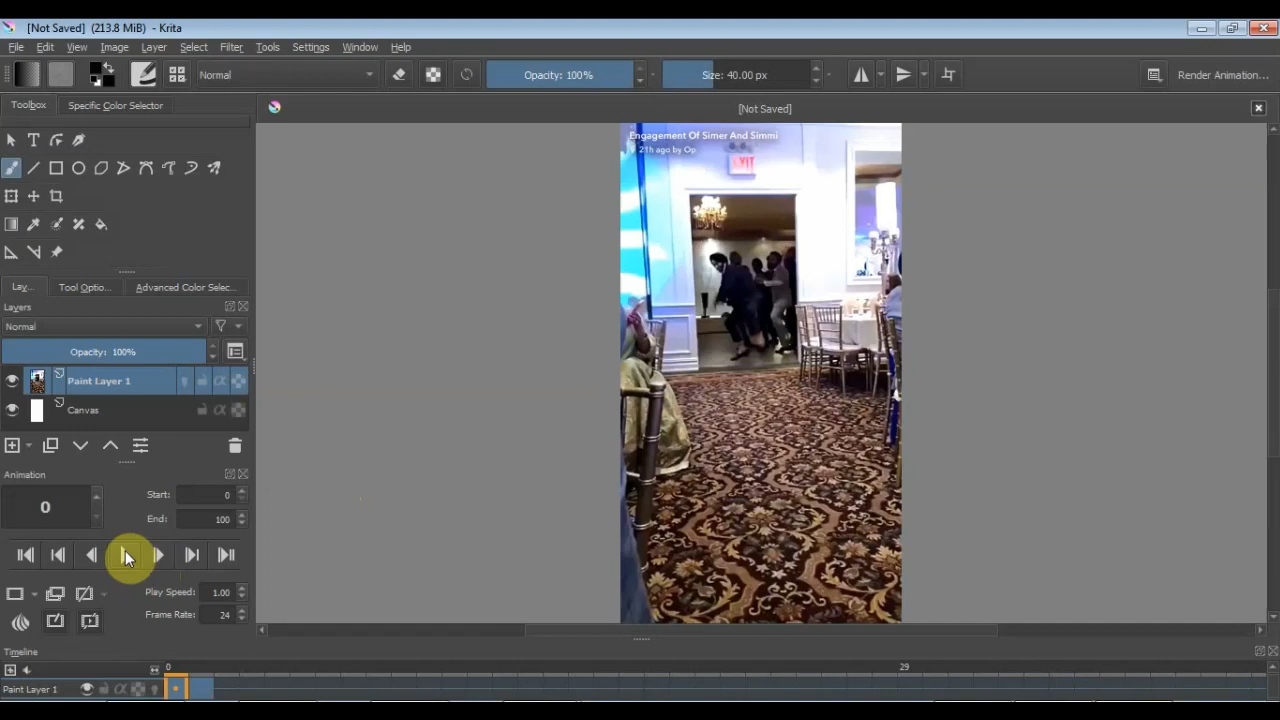 [Not Saved] (213.8 MiB) - Krita
File Edit View Image Layer Select Filter Tools Settings Window Help
Normal Opacity: 100% Size: 40.00 px Render Animation...
Toolbox Specific Color Selector
[Not Saved]
Engagement Of Simer And Simmi
21h ago by Op
EXIT
Lay... Tool Optio... Advanced Color Selec...
Layers
Normal
Opacity: 100%
Paint Layer 1
Canvas
Animation
0 Start: 0
End: 100
Play Speed: 1.00
Frame Rate: 24
Timeline
0 29
Paint Layer 1